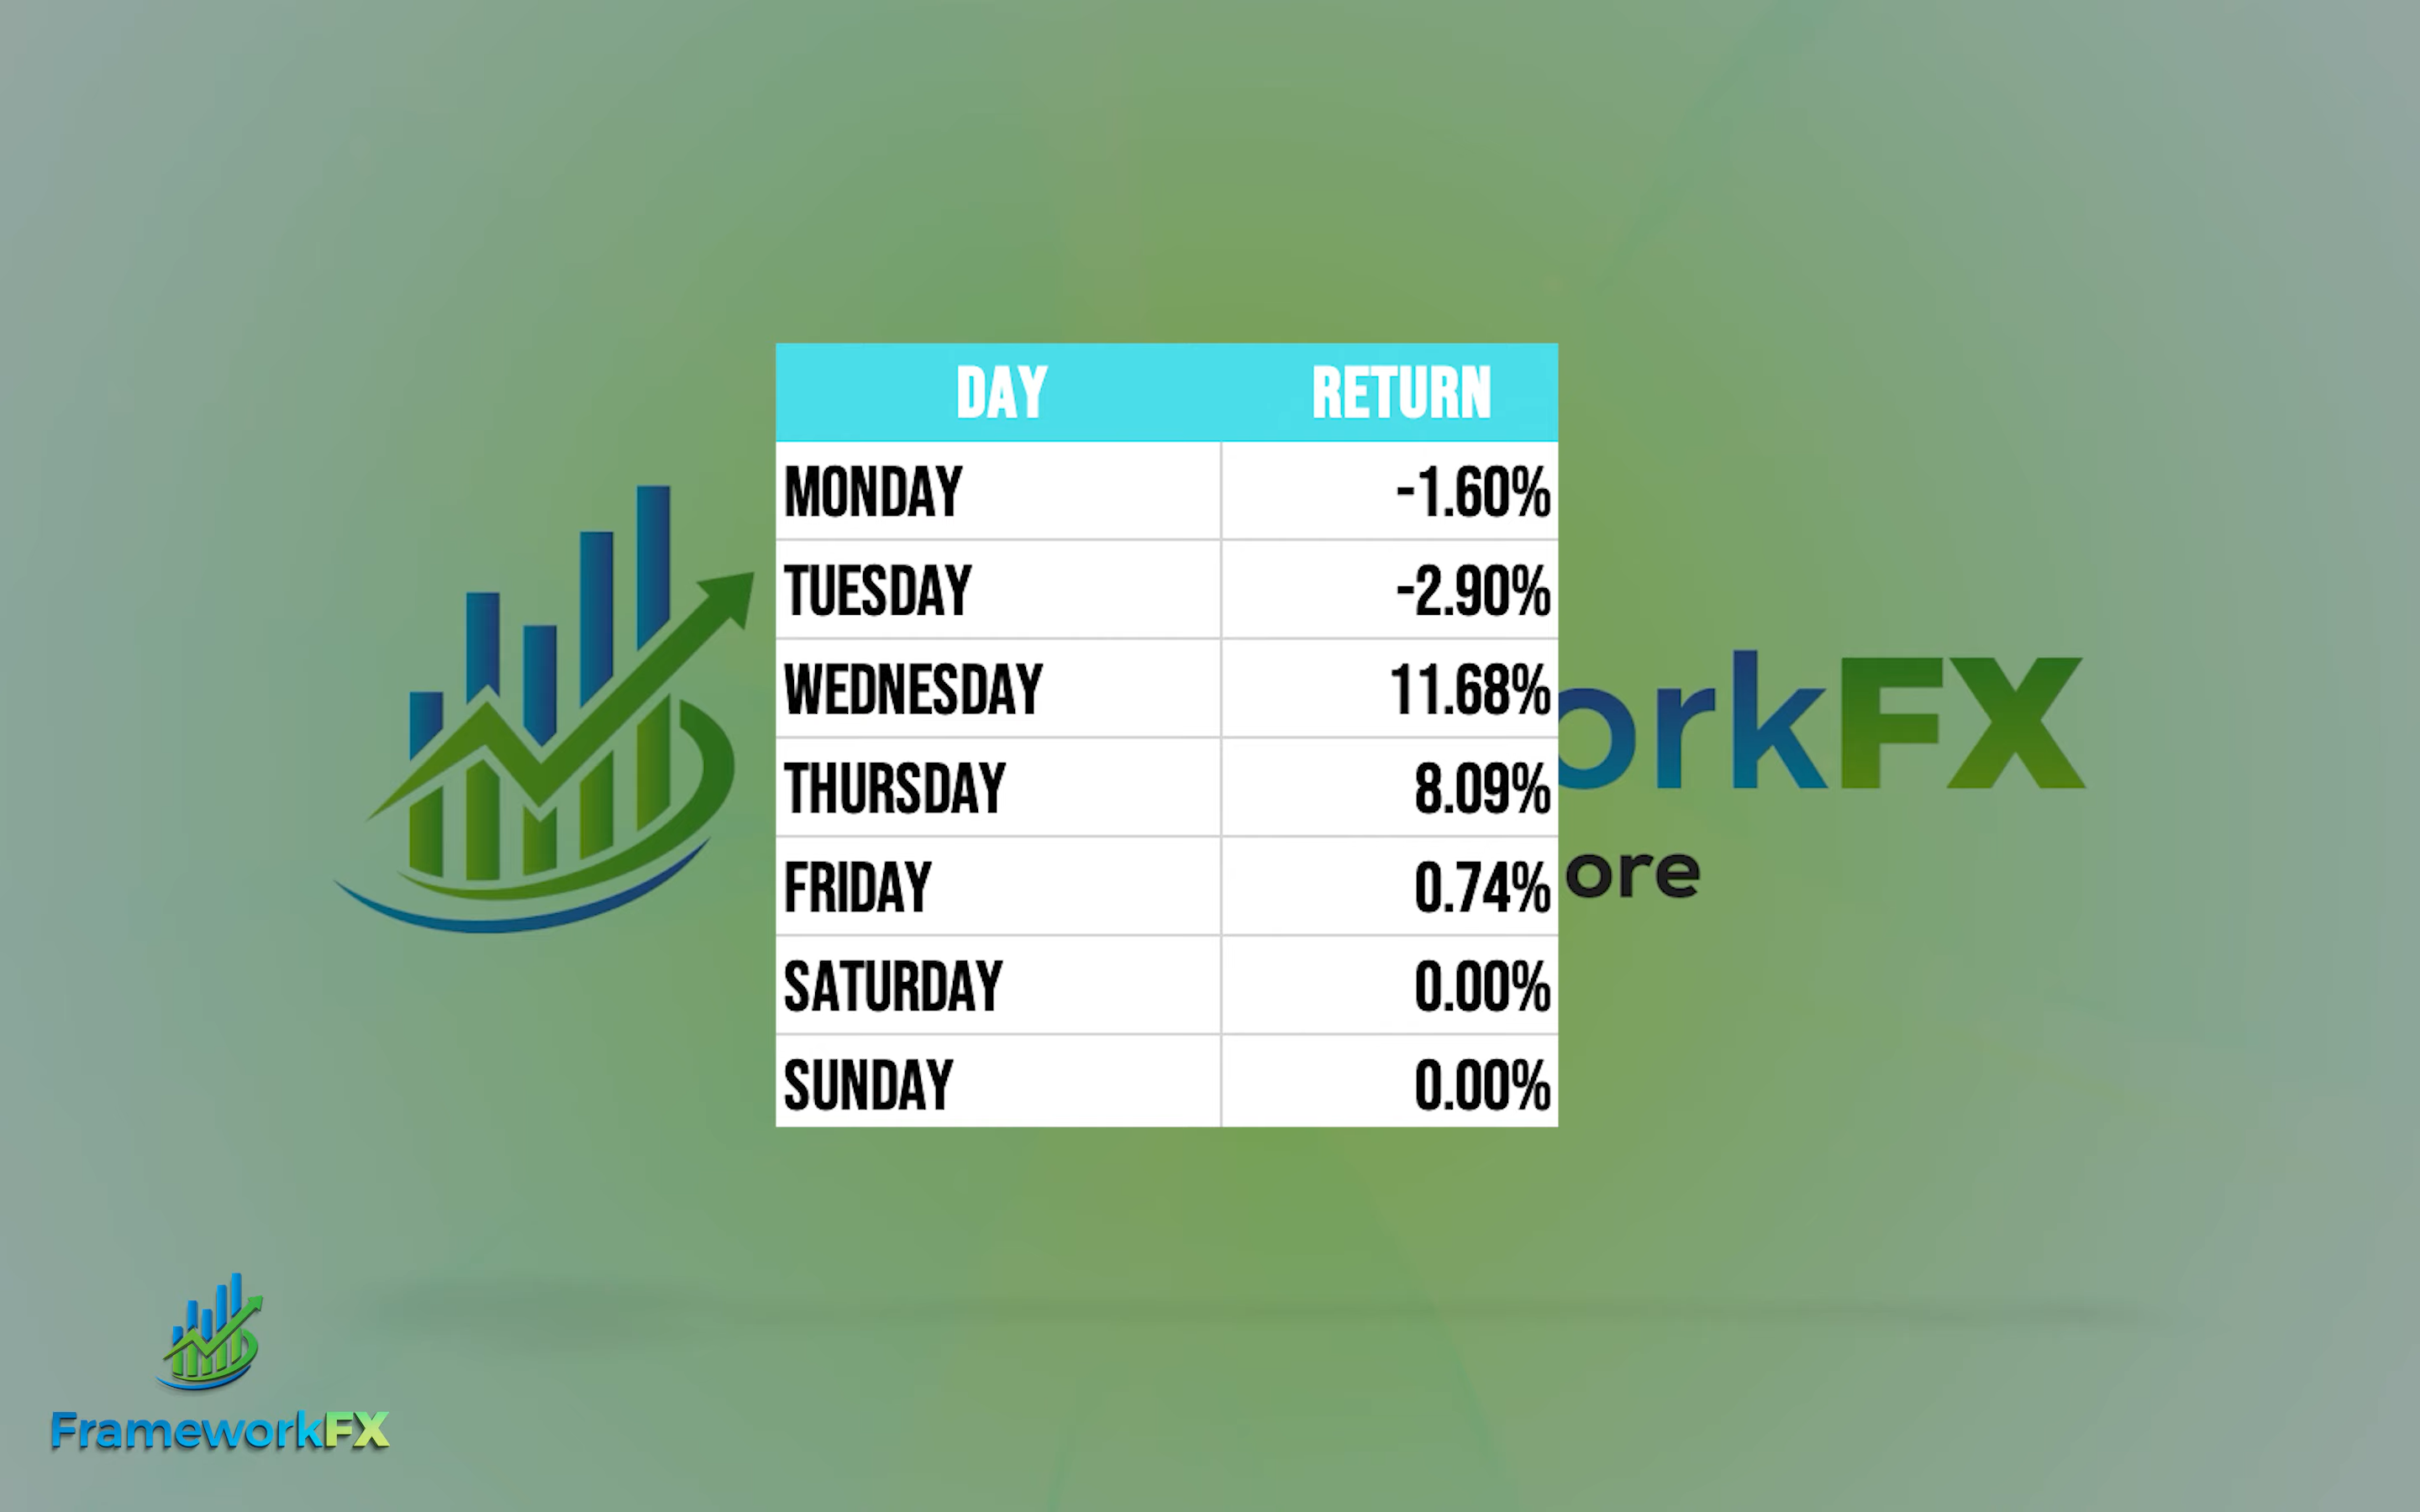 DAY RETURN
MONDAY -1.60%
TUESDAY -2.90%
WEDNESDAY 11.68%
THURSDAY 8.09%
FRIDAY 0.74%
SATURDAY 0.00%
SUNDAY 0.00%
orkFX
ore
FrameworkFX